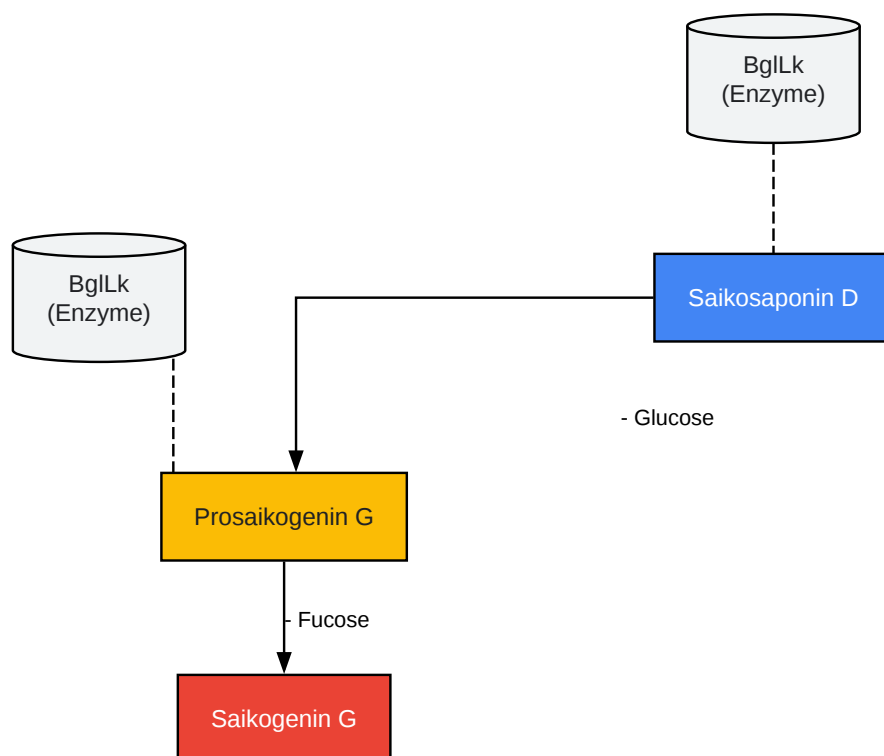 BglLk
(Enzyme)
BglLk
(Enzyme)
Saikosaponin D
- Glucose
Prosaikogenin G
- Fucose
Saikogenin G